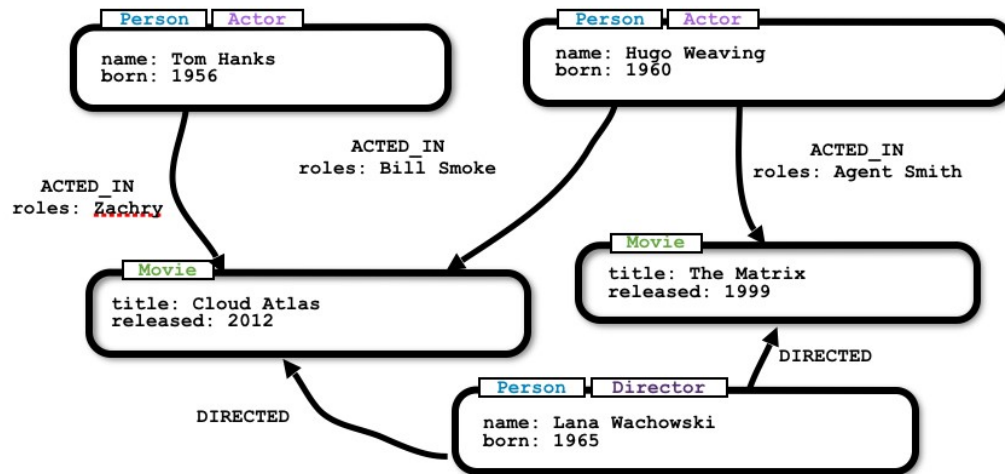 Person Actor
name: Tom Hanks
born: 1956
Person Actor
name: Hugo Weaving
born: 1960
ACTED_IN
roles: Zachry
ACTED_IN
roles: Bill Smoke
ACTED_IN
roles: Agent Smith
Movie
title: Cloud Atlas
released: 2012
Movie
title: The Matrix
released: 1999
DIRECTED
DIRECTED
Person Director
name: Lana Wachowski
born: 1965